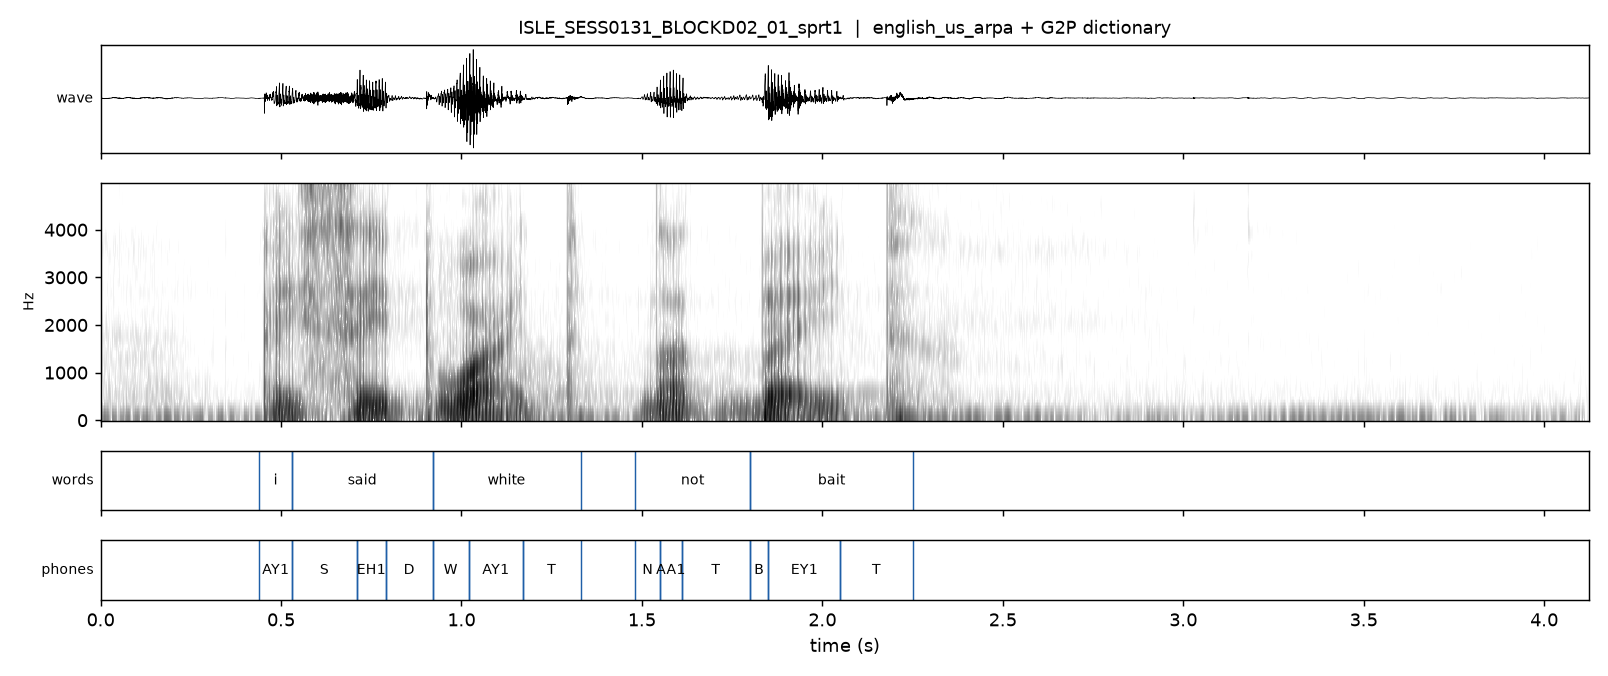 ISLE_SESS0131_BLOCKD02_01_sprt1 | english_us_arpa + G2P dictionary
wave
Hz
4000
3000
2000
1000
0
words
i said white not bait
phones
AY1 S EH1 D W AY1 T N AA1 T B EY1 T
0.0 0.5 1.0 1.5 2.0 2.5 3.0 3.5 4.0
time (s)